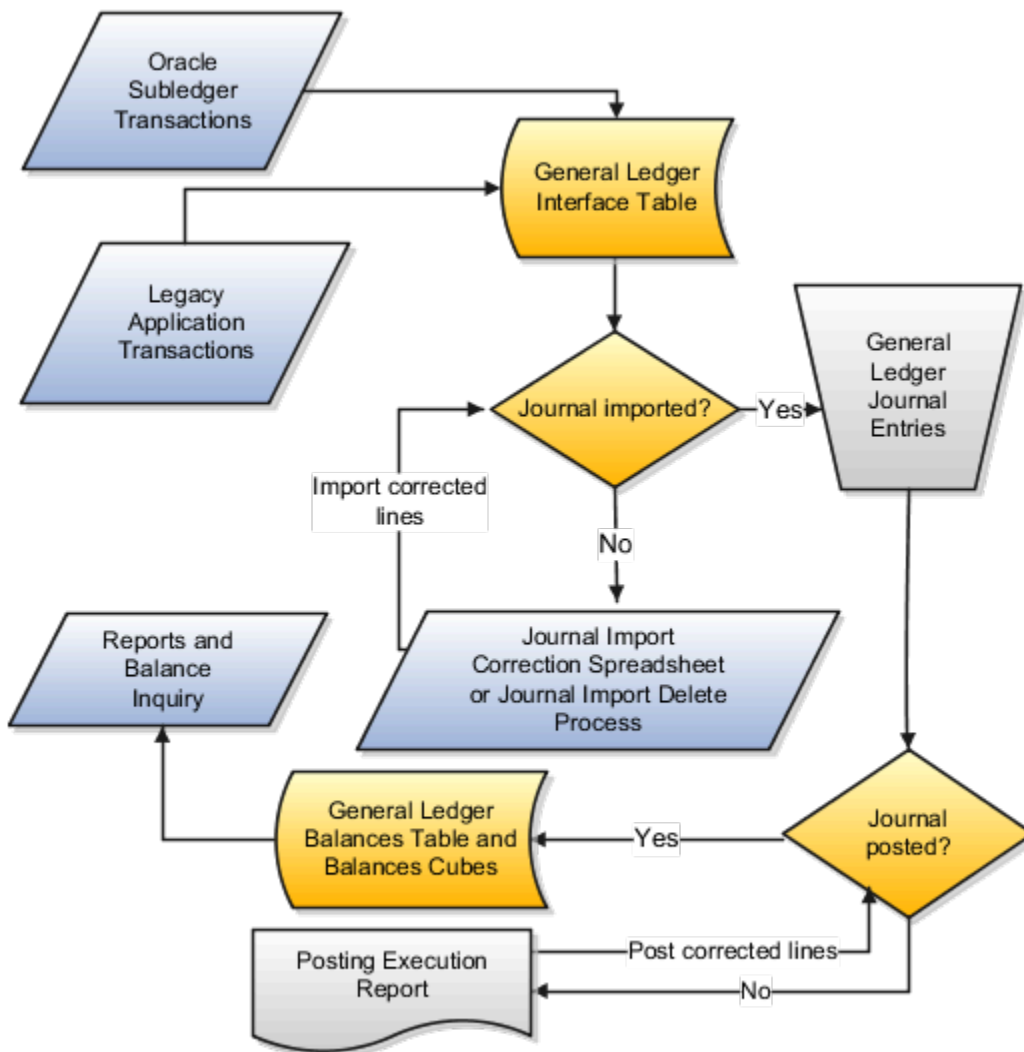 Oracle
Subledger
Transactions
General Ledger
Interface Table
Legacy
Application
Transactions
General
Ledger
Journal
Entries
Journal imported?
Yes
Import corrected
lines
No
Journal Import
Correction Spreadsheet
or Journal Import Delete
Process
Reports and
Balance
Inquiry
General Ledger
Balances Table and
Balances Cubes
Yes
Journal
posted?
Posting Execution
Report
Post corrected lines
No